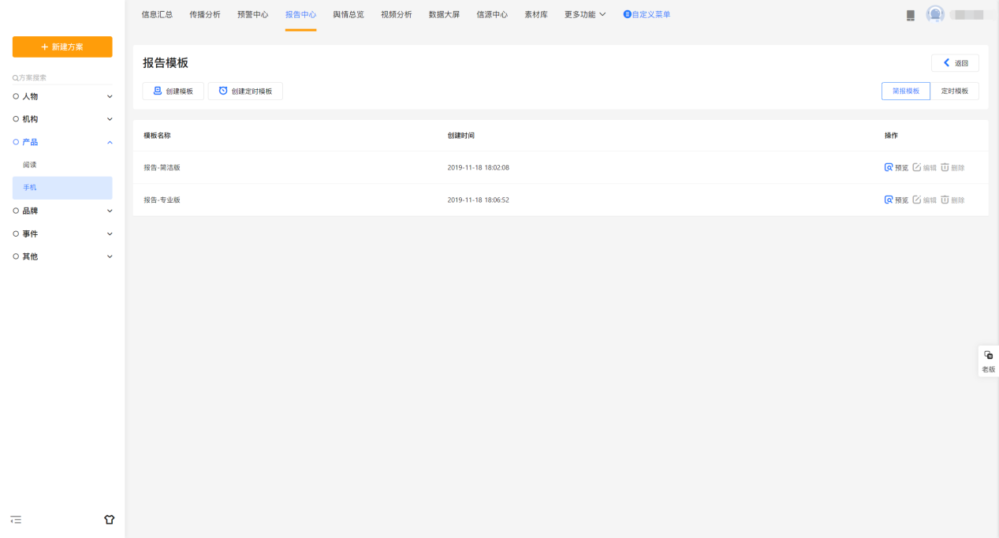 信息汇总 传播分析 预警中心 报告中心 舆情总览 视频分析 数据大屏 信源中心 素材库 更多功能 自定义菜单
新建方案
方案搜索
人物
机构
产品
阅读
手机
品牌
事件
其他
报告模板
返回
创建模板 创建定时模板
简报模板 定时模板
模板名称 创建时间 操作
报告-简洁版 2019-11-18 18:02:08 预览 编辑 删除
报告-专业版 2019-11-18 18:06:52 预览 编辑 删除
老版